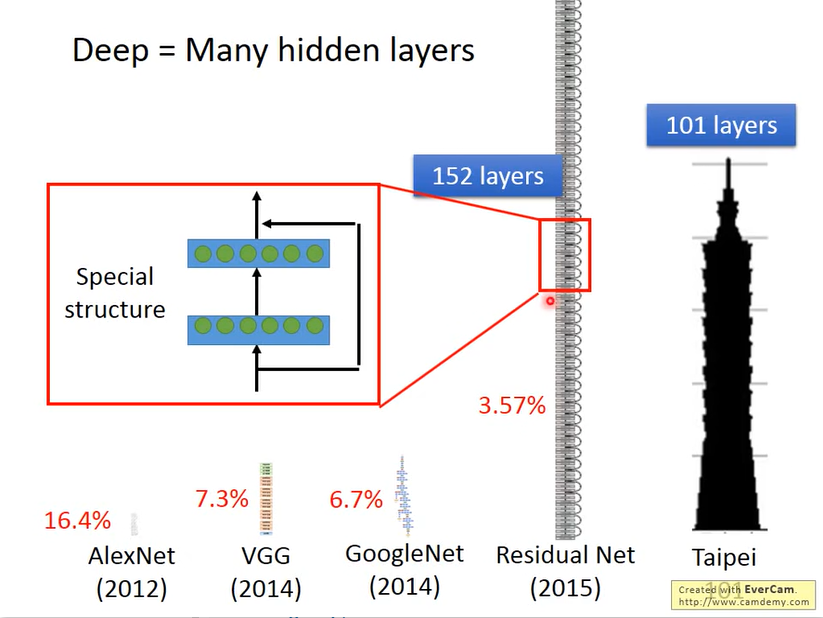 Deep = Many hidden layers
101 layers
152 layers
Special
structure
3.57%
16.4%
7.3%
6.7%
AlexNet
(2012)
VGG
(2014)
GoogleNet
(2014)
Residual Net
(2015)
Taipei
101
Created with EverCam.
http://www.camdemy.com